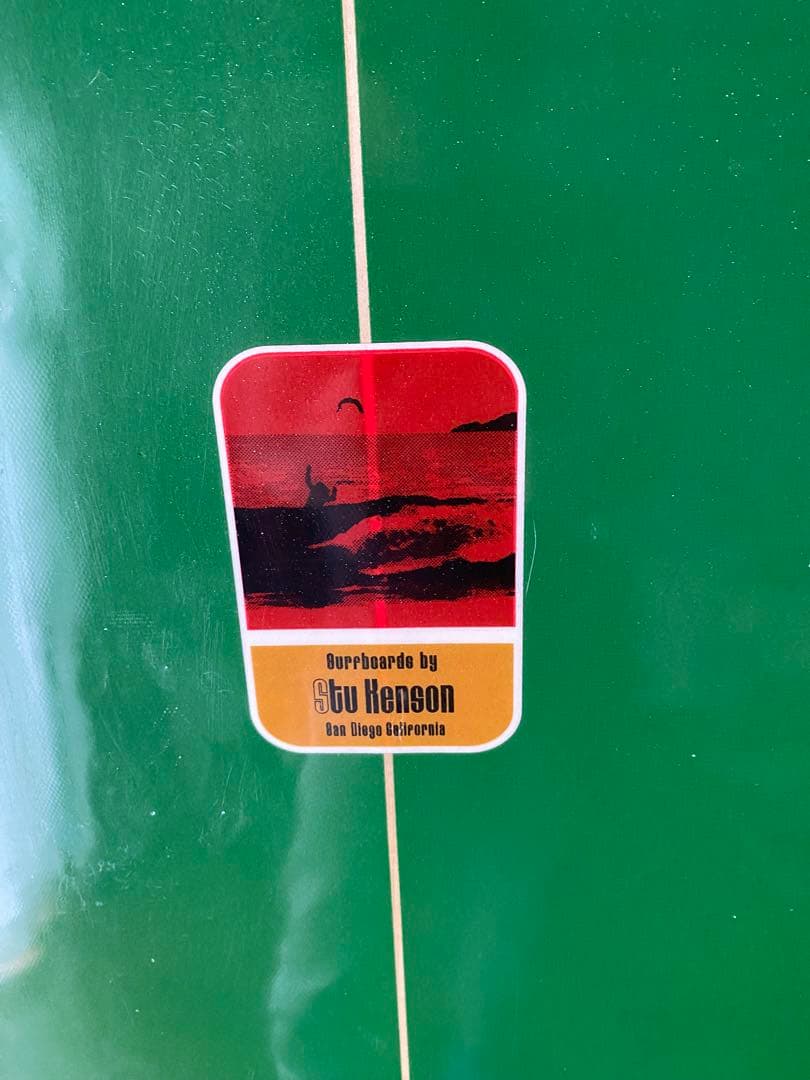 Surfboards by
Stu Kenson
San Diego California